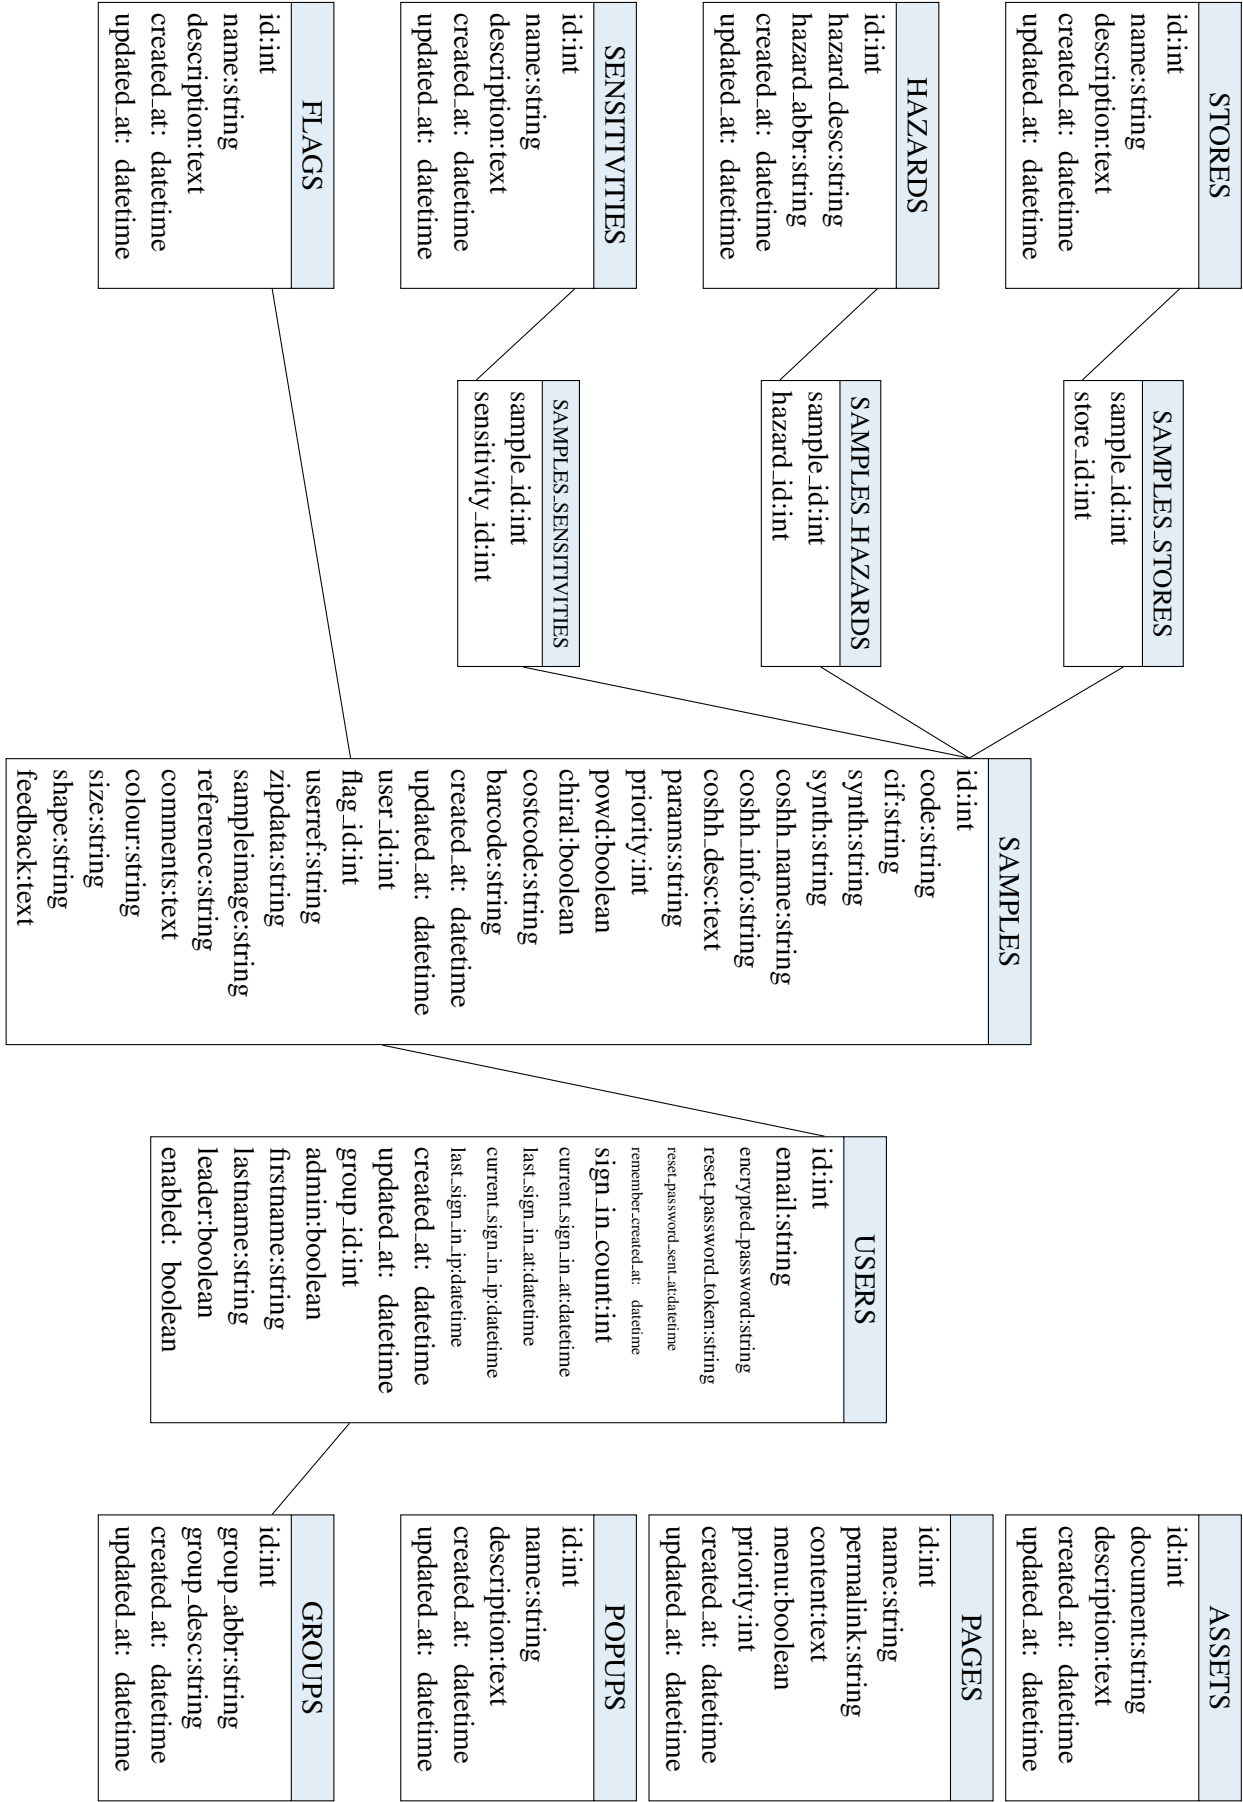 STORES
id:int
name:string
description:text
created_at: datetime
updated_at: datetime
HAZARDS
id:int
hazard_desc:string
hazard_abbr:string
created_at: datetime
updated_at: datetime
SENSITIVITIES
id:int
name:string
description:text
created_at: datetime
updated_at: datetime
FLAGS
id:int
name:string
description:text
created_at: datetime
updated_at: datetime
SAMPLES_STORES
sample_id:int
store_id:int
SAMPLES_HAZARDS
sample_id:int
hazard_id:int
SAMPLES_SENSITIVITIES
sample_id:int
sensitivity_id:int
SAMPLES
id:int
code:string
cif:string
synth:string
synth:string
coshh_name:string
coshh_info:string
coshh_desc:text
params:string
priority:int
powd:boolean
chiral:boolean
costcode:string
barcode:string
created_at: datetime
updated_at: datetime
user_id:int
flag_id:int
userref:string
zipdata:string
sampleimage:string
reference:string
comments:text
colour:string
size:string
shape:string
feedback:text
USERS
id:int
email:string
encrypted_password:string
reset_password_token:string
reset_password_sent_at:datetime
remember_created_at: datetime
sign_in_count:int
current_sign_in_at:datetime
last_sign_in_at:datetime
current_sign_in_ip:datetime
last_sign_in_ip:datetime
created_at: datetime
updated_at: datetime
group_id:int
admin:boolean
firstname:string
lastname:string
leader:boolean
enabled: boolean
ASSETS
id:int
document:string
description:text
created_at: datetime
updated_at: datetime
PAGES
id:int
name:string
permalink:string
content:text
menu:boolean
priority:int
created_at: datetime
updated_at: datetime
POPUPS
id:int
name:string
description:text
created_at: datetime
updated_at: datetime
GROUPS
id:int
group_abbr:string
group_desc:string
created_at: datetime
updated_at: datetime